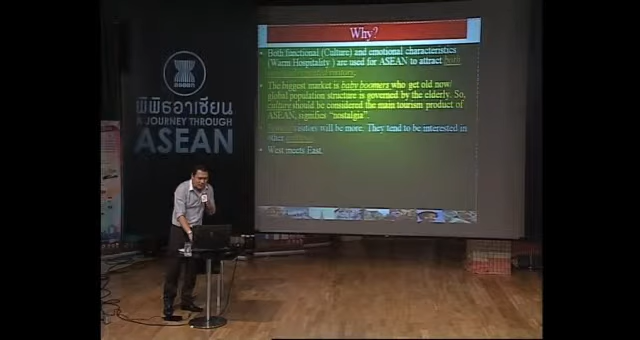 Why?
Both functional (Culture) and emotional characteristics
(Warm Hospitality ) are used for ASEAN to attract both
visitors.
The biggest market is baby boomers who get old now/
global population structure is governed by the elderly. So,
culture should be considered the main tourism product of
ASEAN, signifies “nostalgia”.
visitors will be more. They tend to be interested in
other
West meets East.
พิพิธอาเซียน
A JOURNEY THROUGH
ASEAN